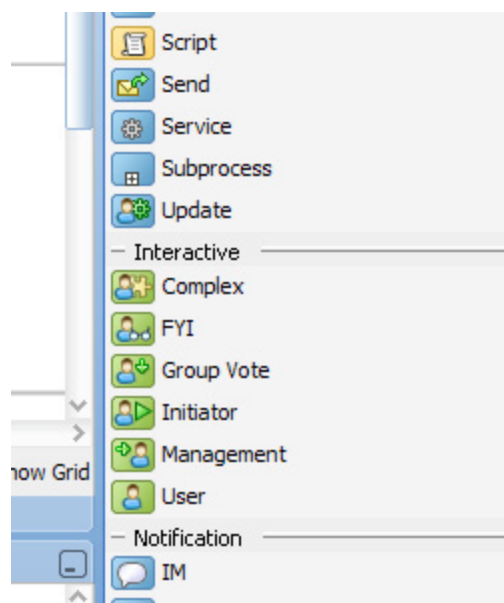 Script
Send
Service
Subprocess
Update
Interactive
Complex
FYI
Group Vote
Initiator
Management
now Grid
User
Notification
IM